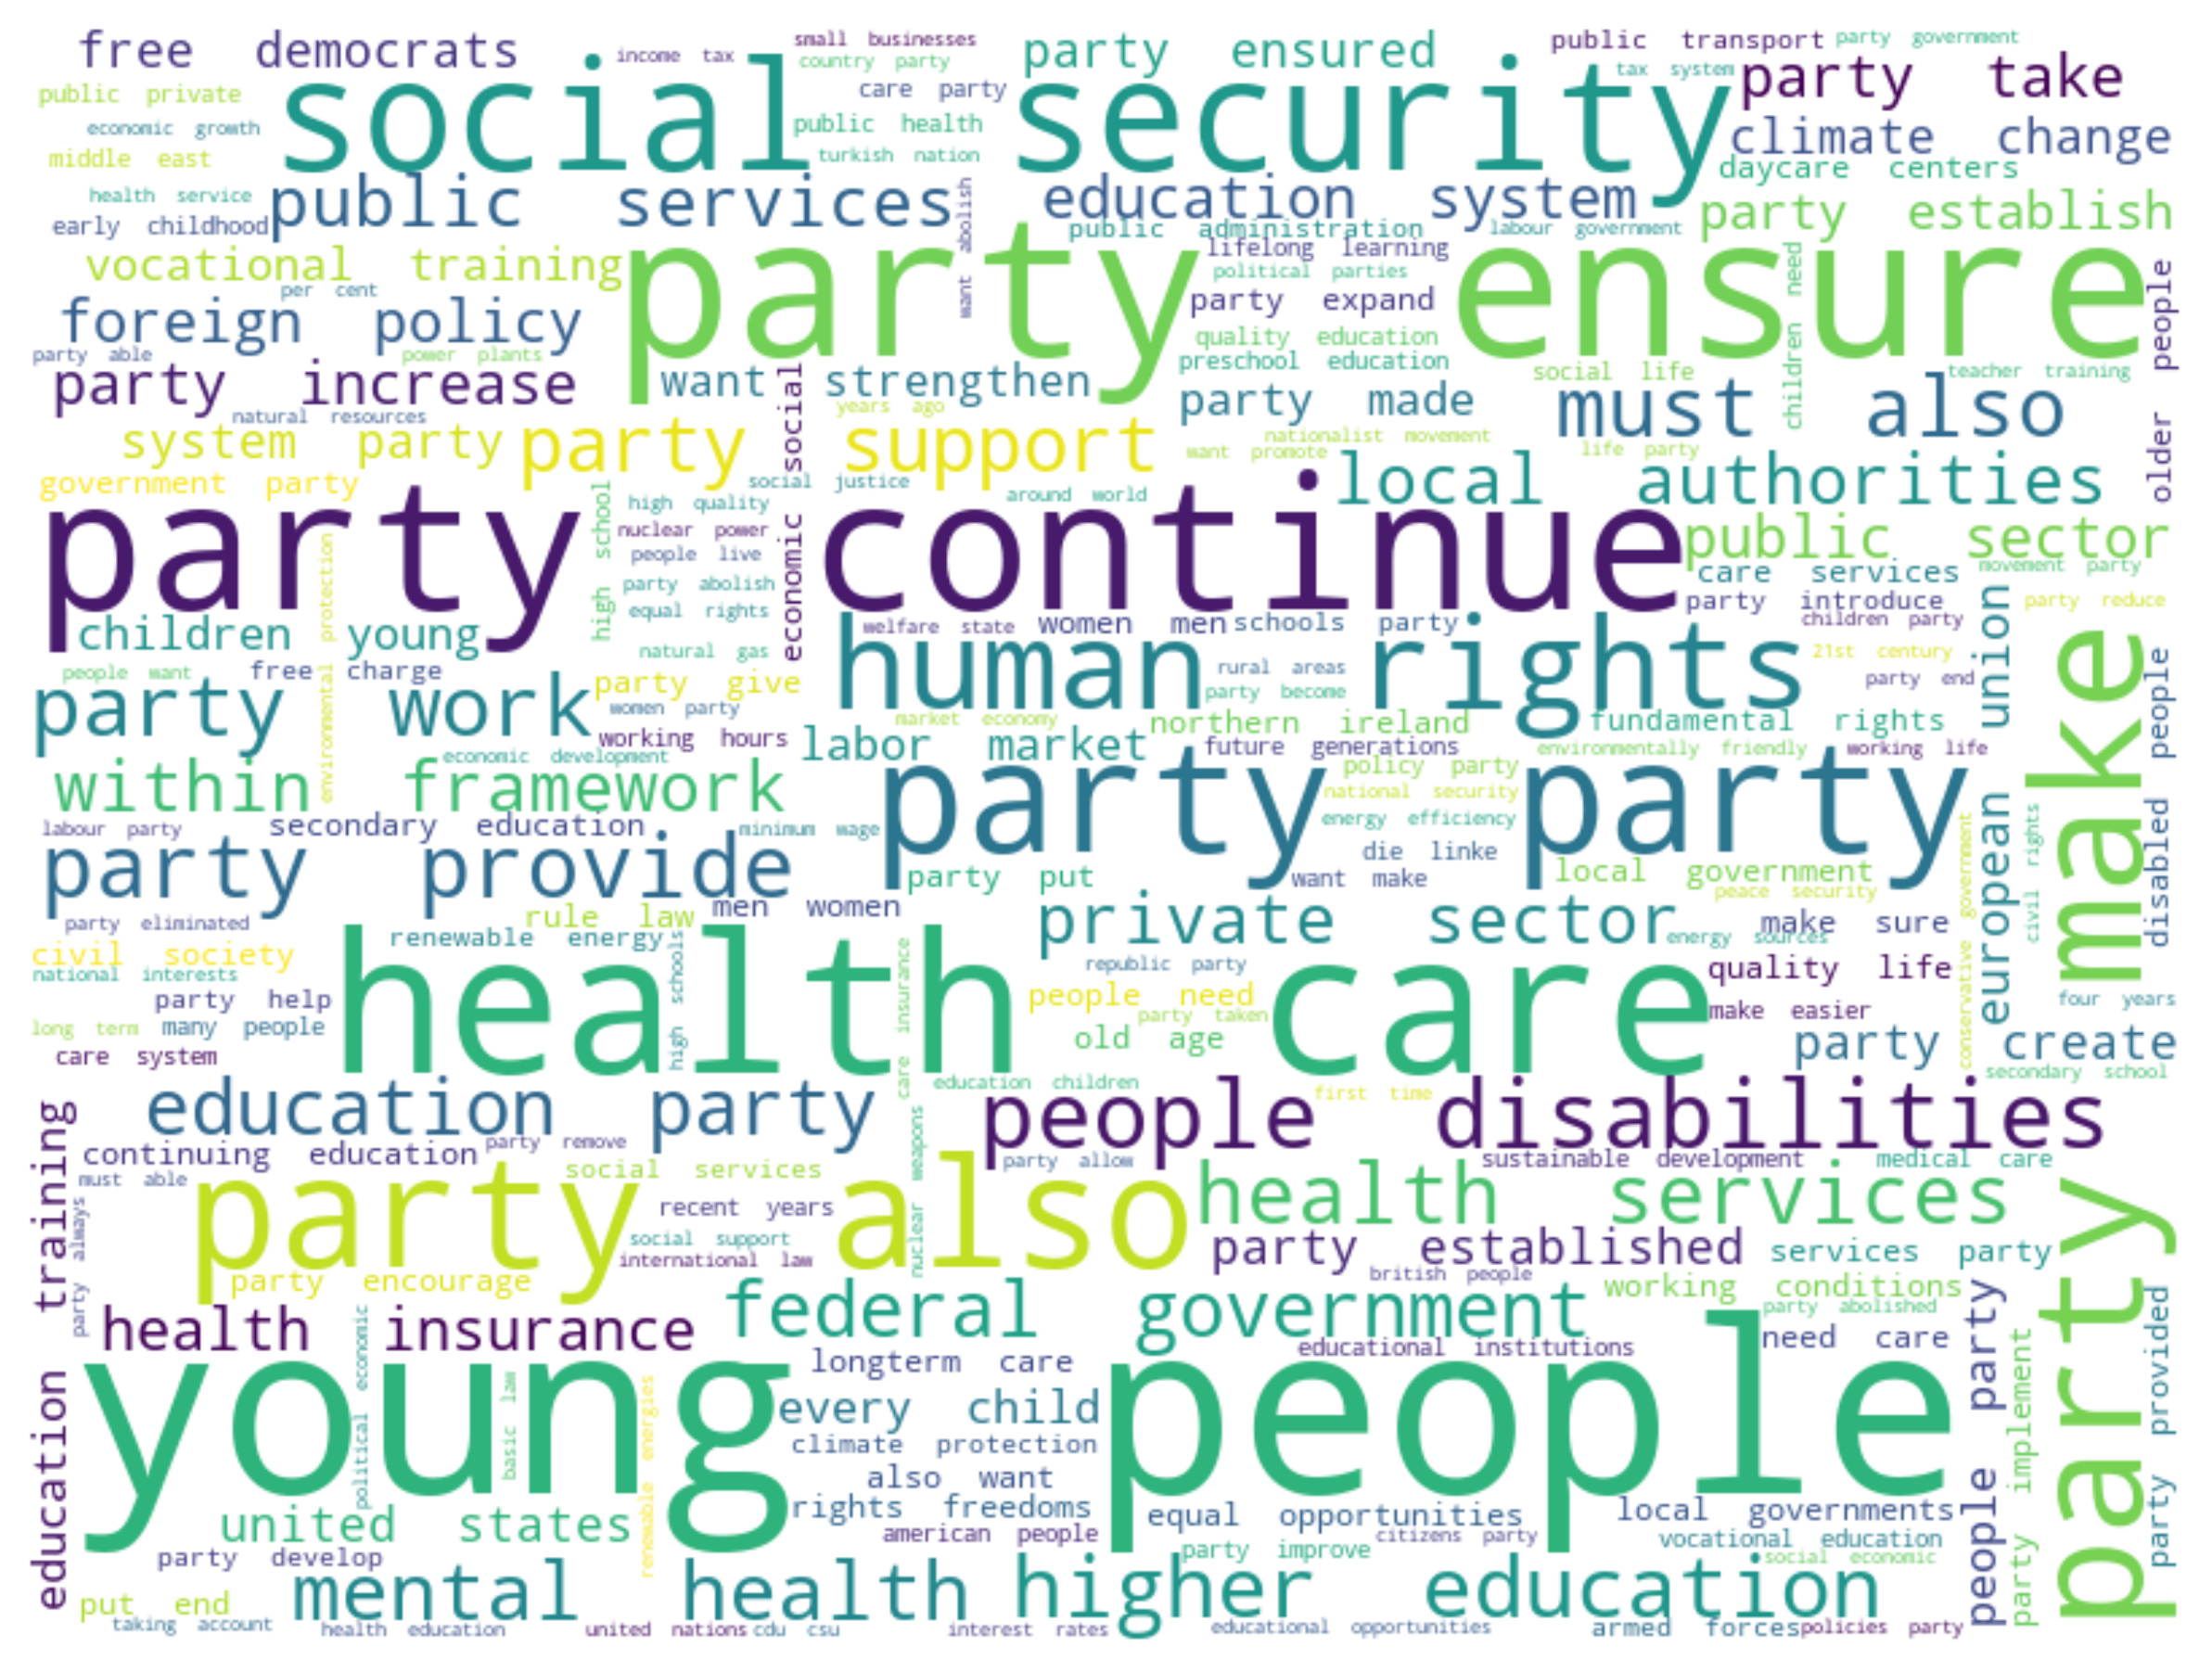 free democrats
income tax
small businesses
country party
party ensured
public transport
party government
tax system
party take
public private
social security
care party
economic growth
public health
climate change
middle east
turkish nation
daycare centers
health service
public services
want abolish
education system
party establish
early childhood
public administration
labour government
vocational training
party ensure
lifelong learning
political parties
children need
older people
per cent
foreign policy
party expand
quality education
party able
power plants
preschool education
social life
teacher training
party increase
want strengthen
economic social
party made
must also
natural resources
years ago
system party
party support
nationalist movement
want promote
life party
local authorities
government party
social justice
around world
party continue
high school
high quality
nuclear power
people live
party abolish
equal rights
environmental protection
public sector
care services
movement party
party introduce
party reduce
children party
european union
children young
welfare state
women men
schools party
human rights
natural gas
people want
free charge
rural areas
21st century
party end
party work
party give
women party
party become
make party
disabled people
market economy
northern ireland
fundamental rights
working hours
labor market
future generations
environmentally friendly
working life
economic development
policy party
within framework
national security
party party
energy efficiency
labour party
secondary education
minimum wage
civil rights
conservative government
die linke
party provide
party put
want make
local government
peace security
party eliminated
rule law
men women
private sector
make sure
renewable energy
energy sources
civil society
national interests
high schools
care insurance
republic party
quality life
health care
party help
people need
make easier
four years
long term
many people
party taken
old age
party create
care system
secondary school
education children
first time
education party
people disabilities
education training
continuing education
party remove
nuclear weapons
party allow
sustainable development
medical care
must able
social services
party also
health services
party always
recent years
social support
international law
party established
services party
party encourage
british people
working conditions
federal government
party abolished
people party
party provided
health insurance
educational institutions
need care
party implement
political economic
longterm care
young people
basic law
renewable energies
every child
climate protection
also want
united states
rights freedoms
equal opportunities
local governments
american people
citizens party
vocational education
party develop
party improve
social economic
mental health
higher education
put end
taking account
health education
united nations
cdu csu
interest rates
educational opportunities
armed forces
policies party